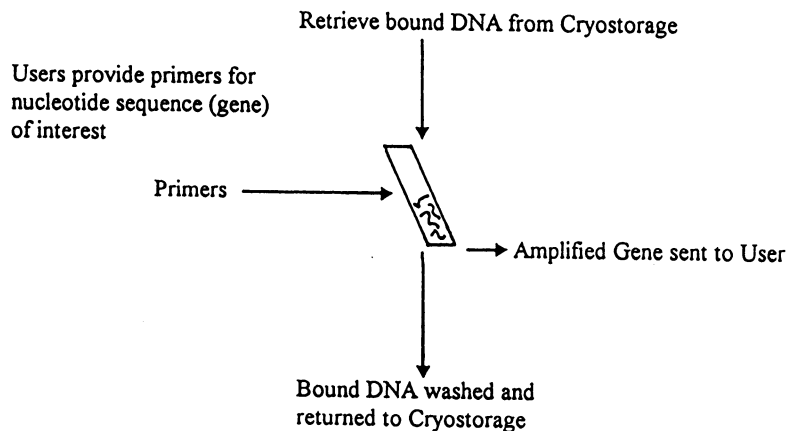 Retrieve bound DNA from Cryostorage
Users provide primers for
nucleotide sequence (gene)
of interest
Primers
Amplified Gene sent to User
Bound DNA washed and
returned to Cryostorage